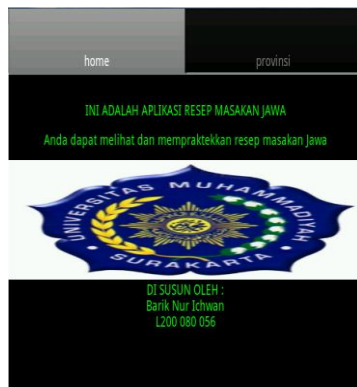 home
provinsi
INI ADALAH APLIKASI RESEP MASAKAN JAWA
Anda dapat melihat dan mempraktekkan resep masakan Jawa
UNIVERSITAS MUHAMMADIYAH
SURAKARTA
DI SUSUN OLEH :
Barik Nur Ichwan
L200 080 056